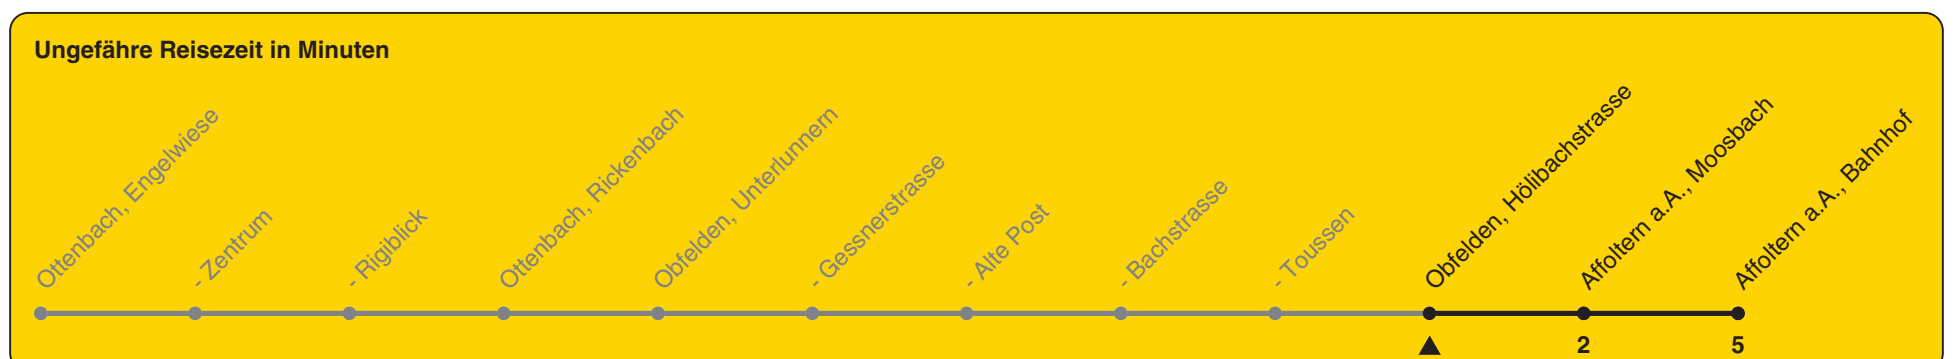 Ungefähre Reisezeit in Minuten
Ottenbach, Engelwiese
- Zentrum
- Rigiblick
Ottenbach, Rickenbach
Obfelden, Unterlunnern
- Gessnerstrasse
- Alte Post
- Bachstrasse
- Toussen
Obfelden, Hölibachstrasse
Affoltern a.A., Moosbach
Affoltern a.A., Bahnhof
2
5